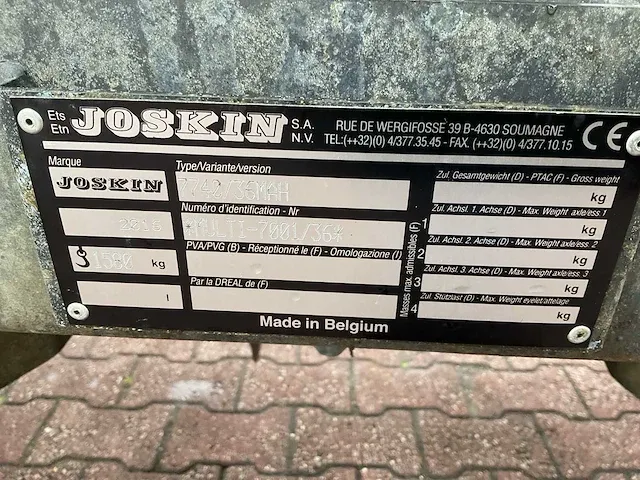 Ets
Etn
JOSKIN S.A.
N.V.
RUE DE WERGIFOSSE 39 B-4630 SOUMAGNE
TEL:(++32)(0) 4/377.35.45 - FAX. (++32)(0) 4/377.10.15
CE
Marque
JOSKIN
Type/Variante/version
Numéro d'identification - Nr
PVA/PVG (B) - Réceptionné le (F) - Omologazione (I)
1580 kg
Par la DREAL de (F)
l
Masses max. admissibles (F)
Zul. Gesamtgewicht (D) - PTAC (F) - Gross weight
kg
Zul. Achsl. 1. Achse (D) - Max. Weight axle/ess. 1
1 kg
Zul. Achsl. 2. Achse (D) - Max. Weight axle/ess. 2
2 kg
Zul. Achsl. 3. Achse (D) - Max. Weight axle/ess. 3
3 kg
Zul. Stützlast (D) - Max. Weight eyelet/attelage
4 kg
Made in Belgium